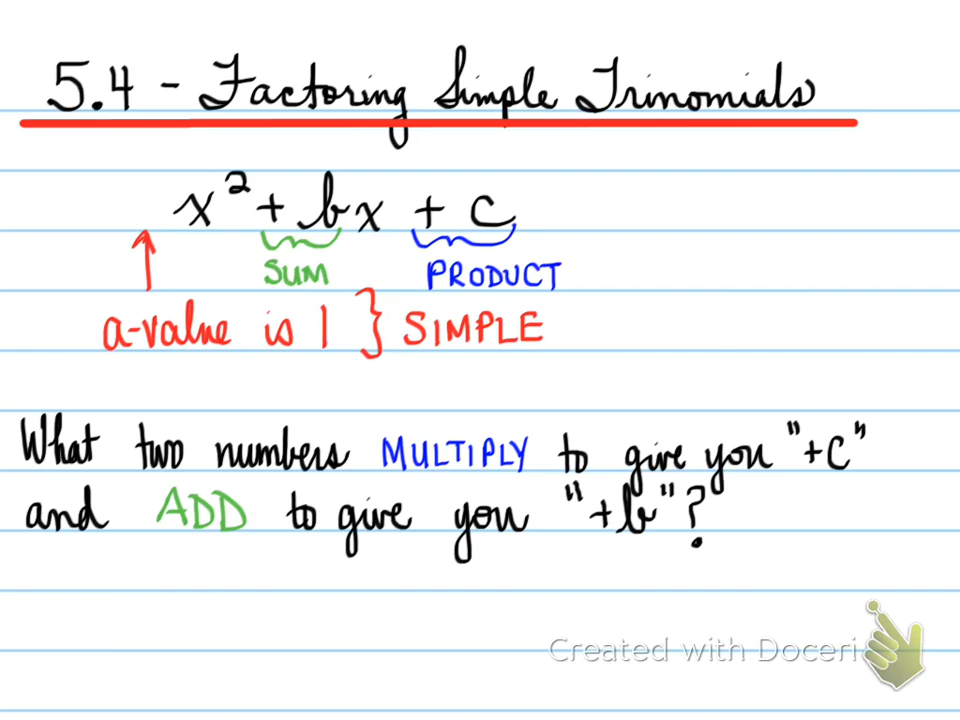 5.4 - Factoring Simple Trinomials
x² + bx + c
SUM PRODUCT
a-value is 1 } SIMPLE
What two numbers MULTIPLY to give you "+c"
and ADD to give you "+b"?
Created with Doceri